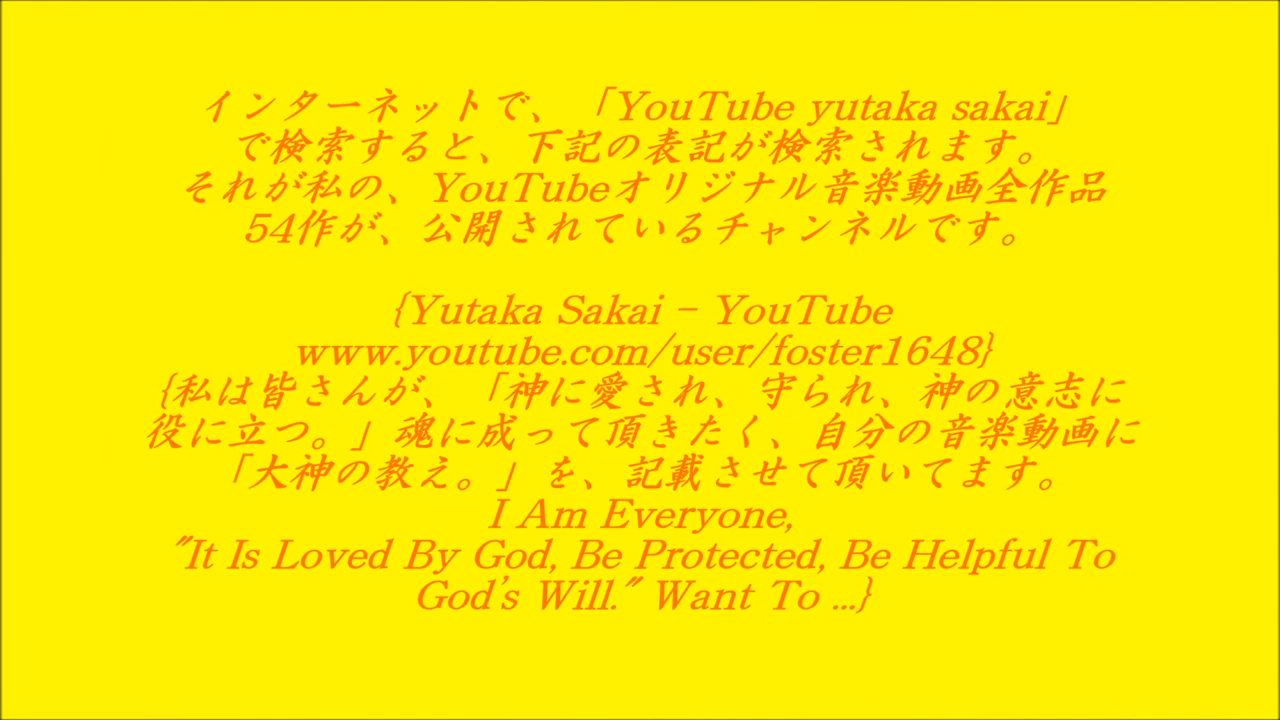 インターネットで、「YouTube yutaka sakai」
で検索すると、下記の表記が検索されます。
それが私の、YouTubeオリジナル音楽動画全作品
54作が、公開されているチャンネルです。
{Yutaka Sakai - YouTube
www.youtube.com/user/foster1648}
{私は皆さんが、「神に愛され、守られ、神の意志に
役に立つ。」魂に成って頂きたく、自分の音楽動画に
「大神の教え。」を、記載させて頂いてます。
I Am Everyone,
"It Is Loved By God, Be Protected, Be Helpful To
God's Will." Want To ...}